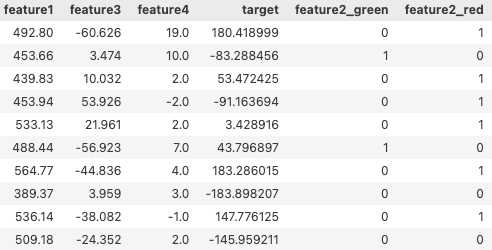 feature1 feature3 feature4 target feature2_green feature2_red
492.80 -60.626 19.0 180.418999 0 1
453.66 3.474 10.0 -83.288456 1 0
439.83 10.032 2.0 53.472425 0 1
453.94 53.926 -2.0 -91.163694 0 1
533.13 21.961 2.0 3.428916 0 1
488.44 -56.923 7.0 43.796897 1 0
564.77 -44.836 4.0 183.286015 0 1
389.37 3.959 3.0 -183.898207 0 0
536.14 -38.082 -1.0 147.776125 0 1
509.18 -24.352 2.0 -145.959211 0 0